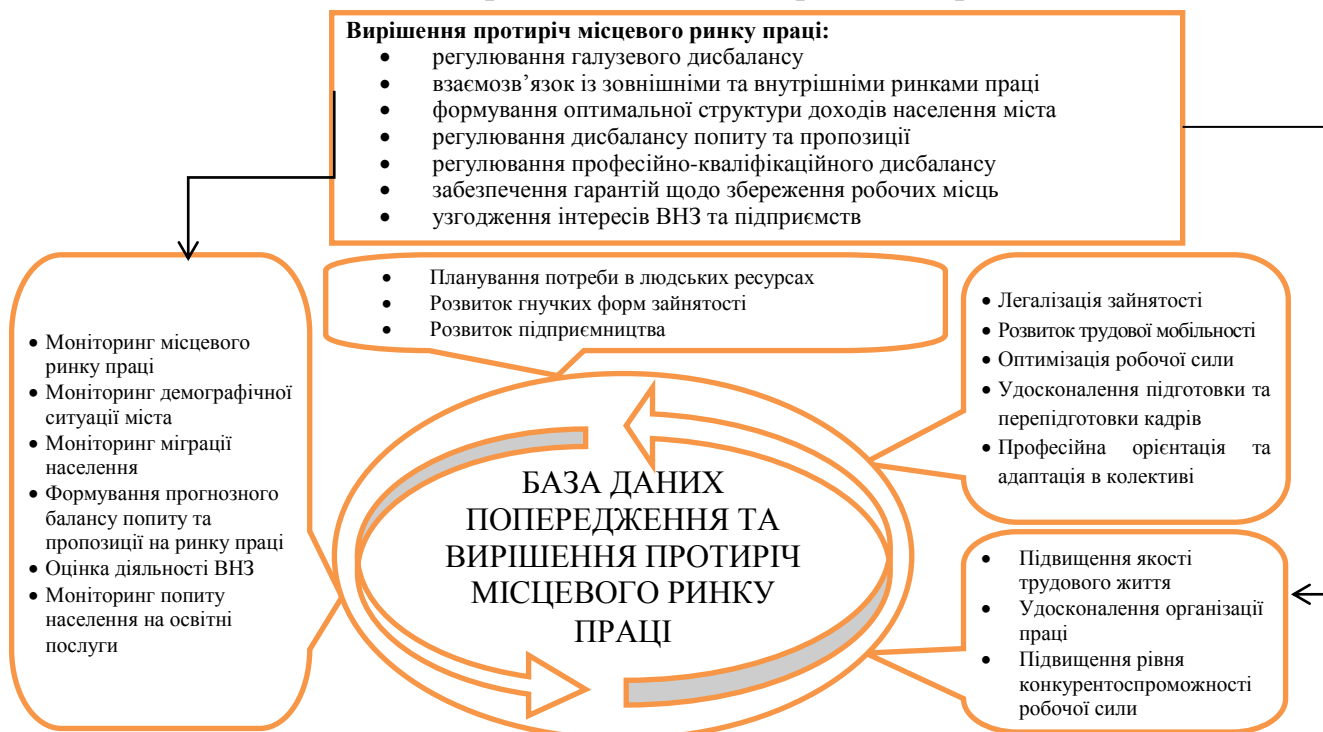 Вирішення протиріч місцевого ринку праці:
• регулювання галузевого дисбалансу
• взаємозв’язок із зовнішніми та внутрішніми ринками праці
• формування оптимальної структури доходів населення міста
• регулювання дисбалансу попиту та пропозиції
• регулювання професійно-кваліфікаційного дисбалансу
• забезпечення гарантій щодо збереження робочих місць
• узгодження інтересів ВНЗ та підприємств
• Планування потреби в людських ресурсах
• Розвиток гнучких форм зайнятості
• Розвиток підприємництва
• Моніторинг місцевого
ринку праці
• Моніторинг демографічної
ситуації міста
• Моніторинг міграції
населення
• Формування прогнозного
балансу попиту та
пропозиції на ринку праці
• Оцінка діяльності ВНЗ
• Моніторинг попиту
населення на освітні
послуги
БАЗА ДАНИХ
ПОПЕРЕДЖЕННЯ ТА
ВИРІШЕННЯ ПРОТИРІЧ
МІСЦЕВОГО РИНКУ
ПРАЦІ
• Легалізація зайнятості
• Розвиток трудової мобільності
• Оптимізація робочої сили
• Удосконалення підготовки та
перепідготовки кадрів
• Професійна орієнтація та
адаптація в колективі
• Підвищення якості
трудового життя
• Удосконалення організації
праці
• Підвищення рівня
конкурентоспроможності
робочої сили